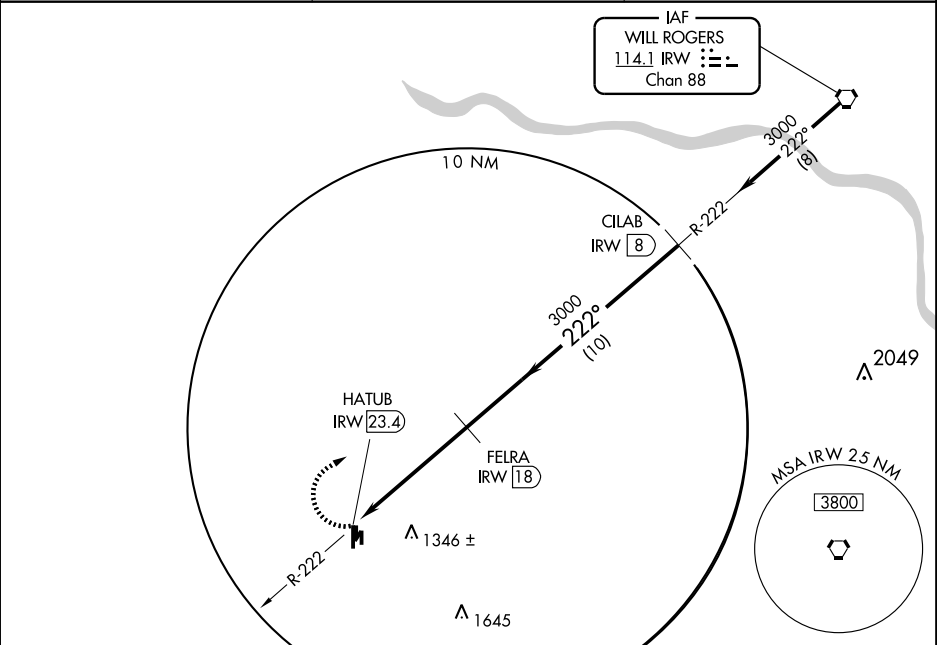 IAF
WILL ROGERS
114.1 IRW
Chan 88
3000
222°
(8)
10 NM
R-222
CILAB
IRW 8
3000
222°
(10)
2049
HATUB
IRW 23.4
FELRA
IRW 18
MSA IRW 25 NM
3800
1346 ±
R-222
1645